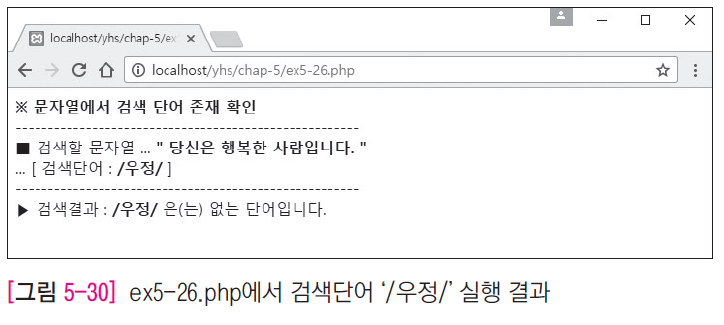 localhost/yhs/chap-5/ex
localhost/yhs/chap-5/ex5-26.php
※ 문자열에서 검색 단어 존재 확인
------------------------------------------------------
■ 검색할 문자열 ... " 당신은 행복한 사람입니다. "
... [ 검색단어 : /우정/ ]
------------------------------------------------------
▶ 검색결과 : /우정/ 은(는) 없는 단어입니다.
[그림 5-30] ex5-26.php에서 검색단어 ‘/우정/’ 실행 결과